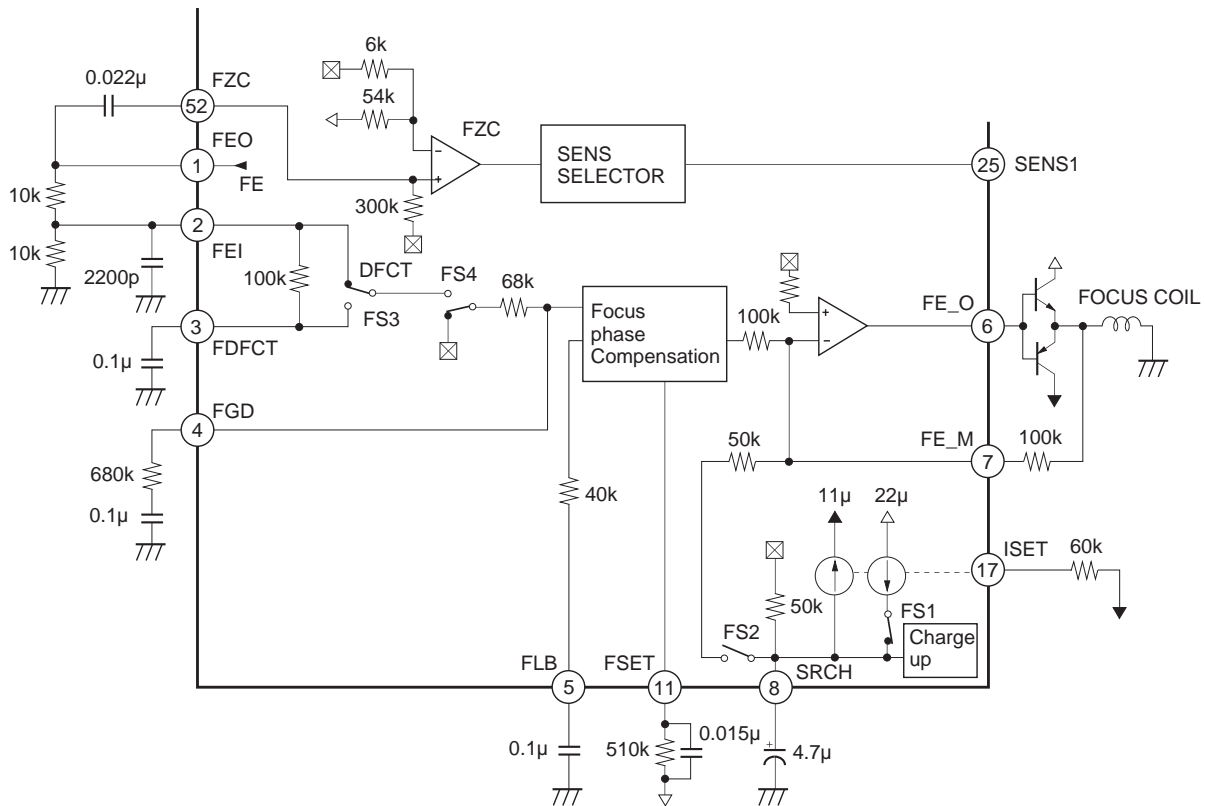 6k
0.022µ
FZC
52
54k
FZC
FEO
1
FE
SENS
SELECTOR
25
SENS1
10k
300k
2
FEI
10k
2200p
100k
DFCT
FS4
68k
FS3
3
FDFCT
0.1µ
Focus
phase
Compensation
100k
FE_O
6
FOCUS COIL
FGD
4
680k
0.1µ
50k
FE_M
7
100k
40k
11µ
22µ
ISET
17
60k
50k
FS1
FS2
Charge
up
FLB
5
FSET
11
SRCH
8
0.1µ
510k
0.015µ
+
4.7µ